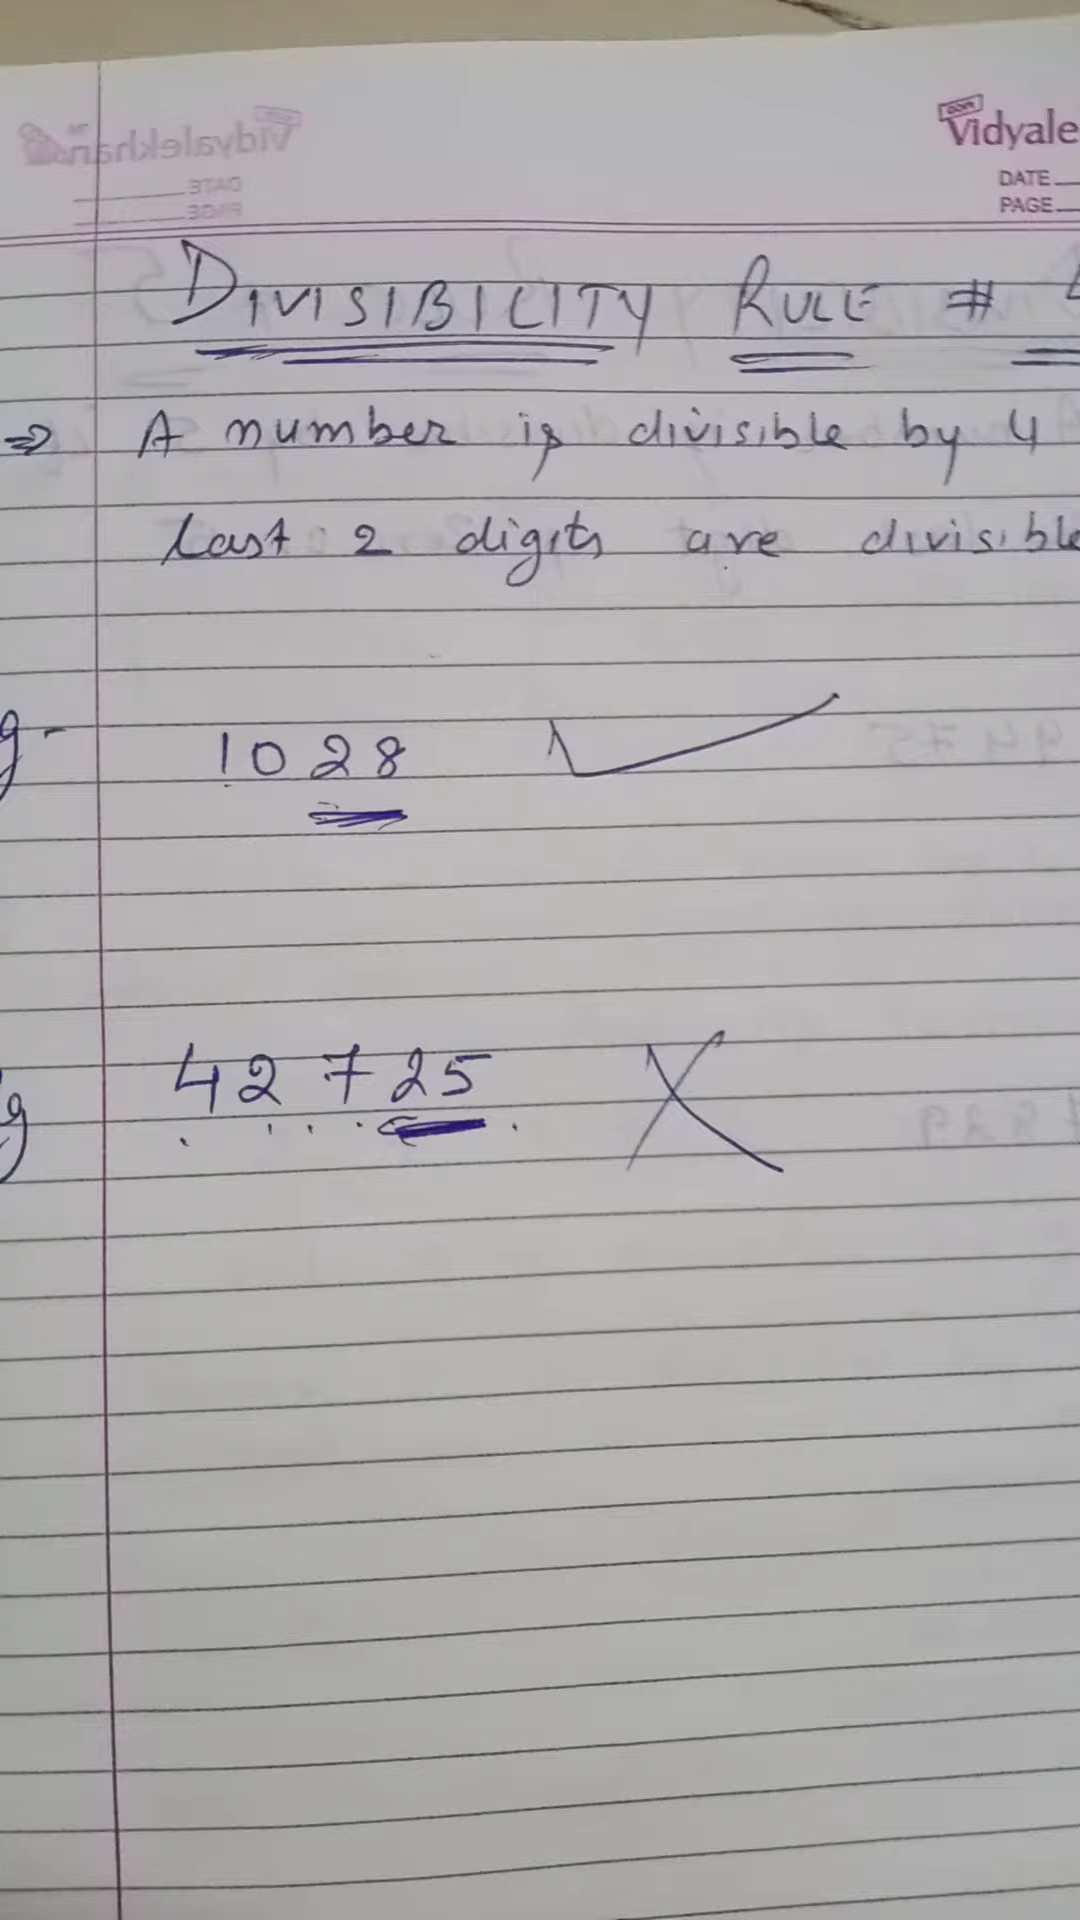 Vidyale
DATE
PAGE
DIVISIBILITY RULE #
⇒ A number is divisible by 4
last 2 digits are divisible
g- 1028 ✓
g 42725 X